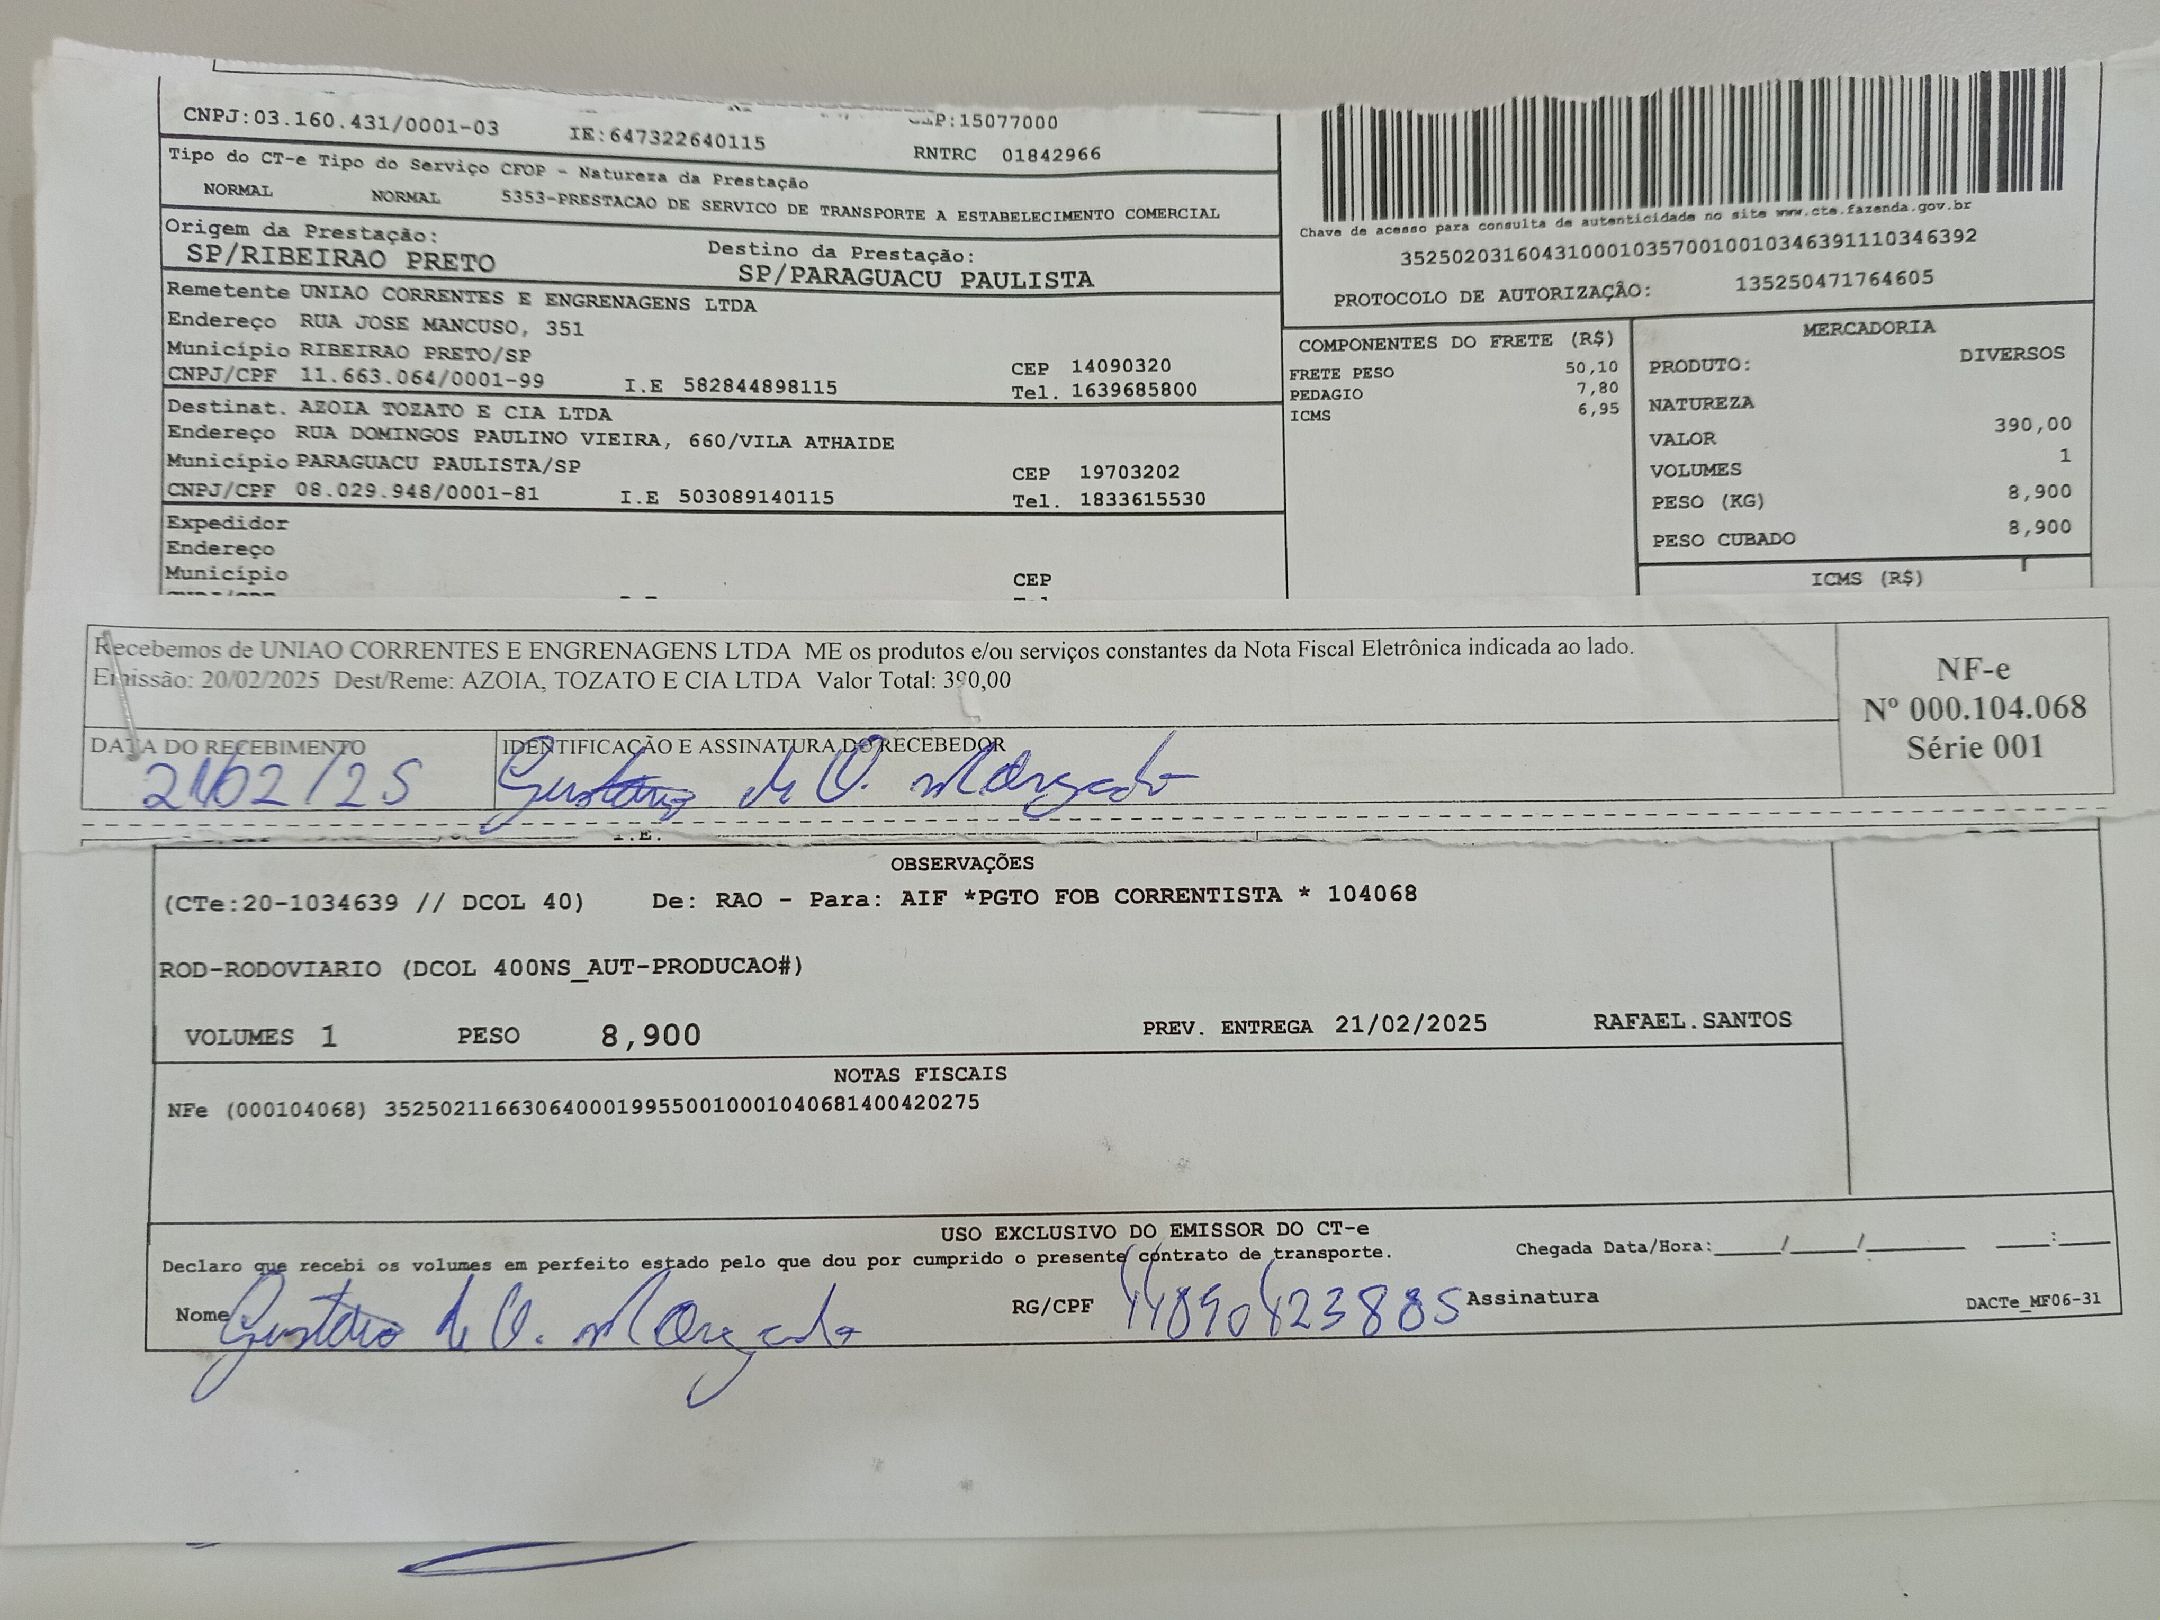 CNPJ:03.160.431/0001-03 IE:647322640115 P:15077000
RNTRC 01842966
Tipo do CT-e Tipo do Serviço CFOP - Natureza da Prestação
NORMAL NORMAL 5353-PRESTACAO DE SERVICO DE TRANSPORTE A ESTABELECIMENTO COMERCIAL
Origem da Prestação: Destino da Prestação:
SP/RIBEIRAO PRETO SP/PARAGUACU PAULISTA
Remetente UNIAO CORRENTES E ENGRENAGENS LTDA
Endereço RUA JOSE MANCUSO, 351
Município RIBEIRAO PRETO/SP CEP 14090320
CNPJ/CPF 11.663.064/0001-99 I.E 582844898115 Tel. 1639685800
Destinat. AZOIA TOZATO E CIA LTDA
Endereço RUA DOMINGOS PAULINO VIEIRA, 660/VILA ATHAIDE
Município PARAGUACU PAULISTA/SP CEP 19703202
CNPJ/CPF 08.029.948/0001-81 I.E 503089140115 Tel. 1833615530
Expedidor
Endereço
Município CEP
Chave de acesso para consulta de autenticidade no site www.cte.fazenda.gov.br
35250203160431000103570010010346391110346392
PROTOCOLO DE AUTORIZAÇÃO: 135250471764605
COMPONENTES DO FRETE (R$)
FRETE PESO 50,10
PEDAGIO 7,80
ICMS 6,95
MERCADORIA
PRODUTO: DIVERSOS
NATUREZA
VALOR 390,00
VOLUMES 1
PESO (KG) 8,900
PESO CUBADO 8,900
ICMS (R$)
Recebemos de UNIAO CORRENTES E ENGRENAGENS LTDA ME os produtos e/ou serviços constantes da Nota Fiscal Eletrônica indicada ao lado.
Emissão: 20/02/2025 Dest/Reme: AZOIA, TOZATO E CIA LTDA Valor Total: 390,00
NF-e
Nº 000.104.068
Série 001
DATA DO RECEBIMENTO IDENTIFICAÇÃO E ASSINATURA DO RECEBEDOR
21/02/25 Gustavo de O. Morgado
I.E.
OBSERVAÇÕES
(CTe:20-1034639 // DCOL 40) De: RAO - Para: AIF *PGTO FOB CORRENTISTA * 104068
ROD-RODOVIARIO (DCOL 400NS_AUT-PRODUCAO#)
VOLUMES 1 PESO 8,900 PREV. ENTREGA 21/02/2025 RAFAEL.SANTOS
NOTAS FISCAIS
NFe (000104068) 35250211663064000199550010001040681400420275
USO EXCLUSIVO DO EMISSOR DO CT-e
Declaro que recebi os volumes em perfeito estado pelo que dou por cumprido o presente contrato de transporte. Chegada Data/Hora:_____/_____/_______ ____:____
Nome Gustavo de O. Morgado RG/CPF Assinatura DACTe_MF06-31